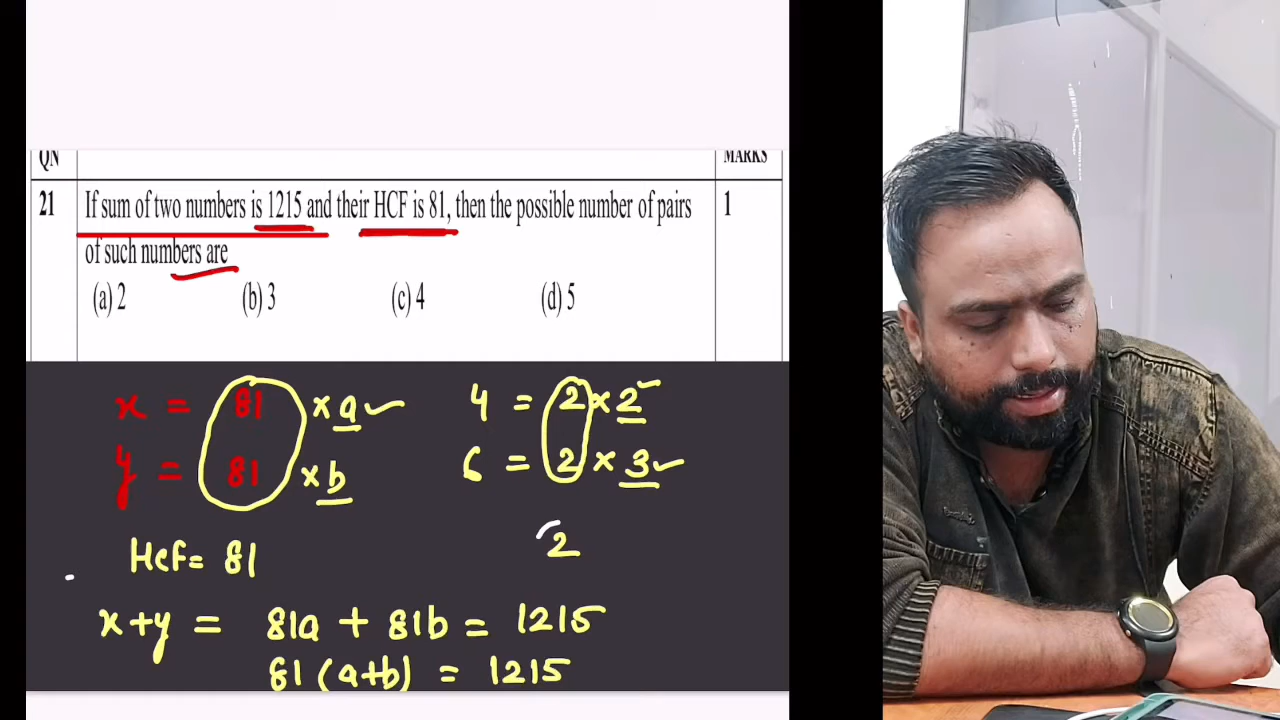 QN MARKS
21 If sum of two numbers is 1215 and their HCF is 81, then the possible number of pairs 1
of such numbers are
(a) 2 (b) 3 (c) 4 (d) 5
x = 81 × a ✓ 4 = 2 × 2 ✓
y = 81 × b 6 = 2 × 3 ✓
2
Hcf = 81
x+y = 81a + 81b = 1215
81 (a+b) = 1215